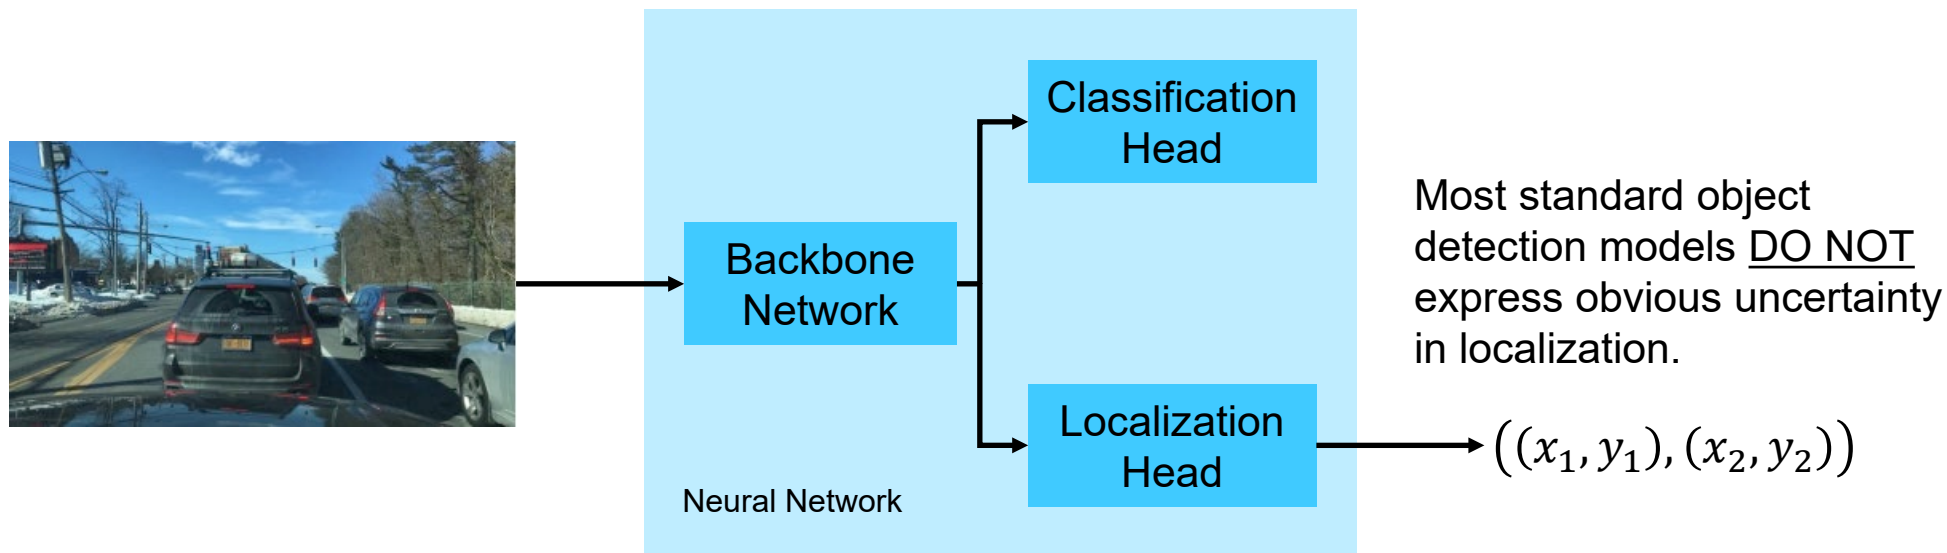 Classification
Head
Backbone
Network
Localization
Head
Neural Network
Most standard object
detection models DO NOT
express obvious uncertainty
in localization.
((x₁, y₁), (x₂, y₂))